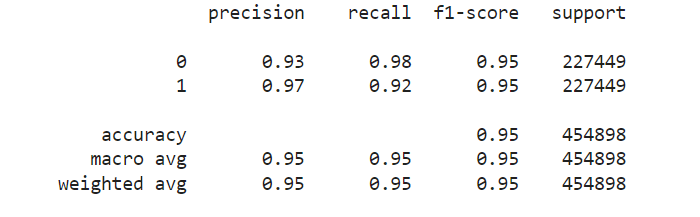 precision recall f1-score support
0 0.93 0.98 0.95 227449
1 0.97 0.92 0.95 227449
accuracy 0.95 454898
macro avg 0.95 0.95 0.95 454898
weighted avg 0.95 0.95 0.95 454898